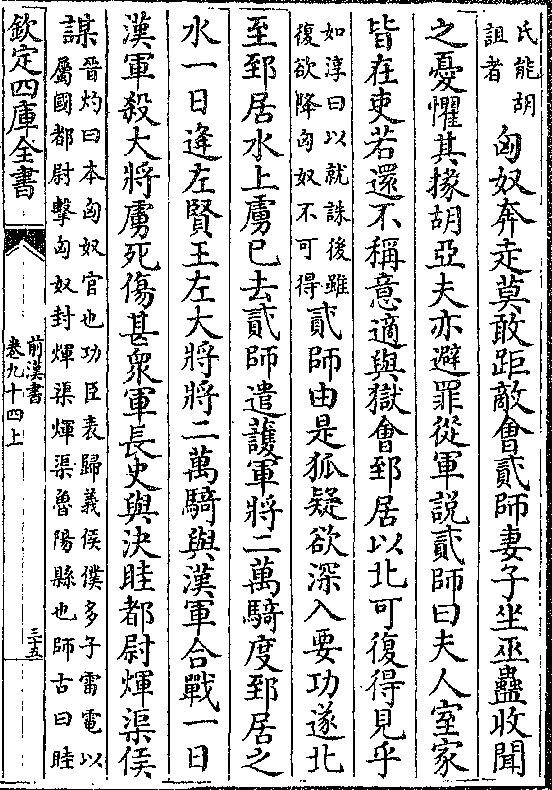 氏能胡
詛者
匈奴奔走莫敢距敵會貳師妻子坐巫蠱收聞
之憂懼其掾胡亞夫亦避罪從軍說貳師曰夫人室家
皆在吏若還不稱意適與獄會郅居以北可復得見乎
如淳曰以就誅後雖
復欲降匈奴不可得
貳師由是狐疑欲深入要功遂北
至郅居水上虜已去貳師遣護軍將二萬騎度郅居之
水一日逢左賢王左大將將二萬騎與漢軍合戰一日
漢軍殺大將虜死傷甚衆軍長史與決眭都尉煇渠侯
謀
晉灼曰本匈奴官也功臣表歸義侯僕多子雷電以
屬國都尉擊匈奴封煇渠煇渠魯陽縣也師古曰眭
欽定四庫全書
前漢書
卷九十四上
三十五